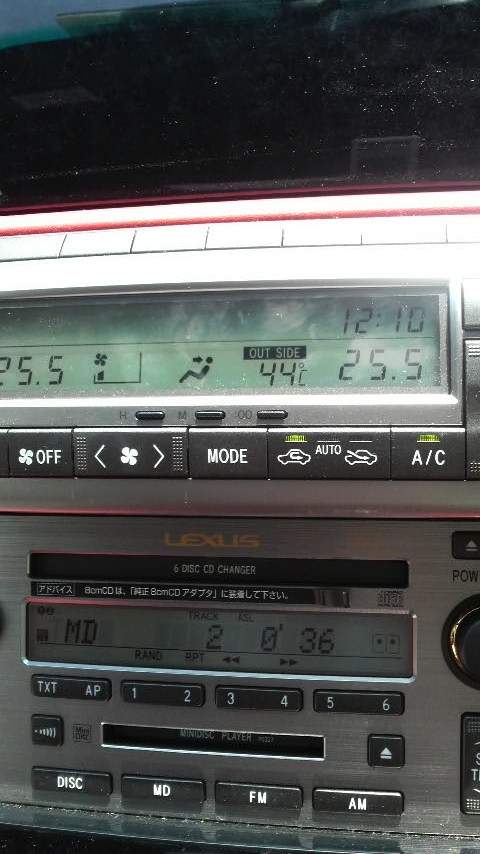 12:10
25.5
OUT SIDE
44℃ 25.5
H M :00
OFF MODE AUTO A/C
LEXUS
6 DISC CD CHANGER
POW
アドバイス 8cmCDは、「純正8cmCDアダプタ」に装着して下さい。
TRACK ASL
MD 2 0' 36
RAND RPT
TXT AP 1 2 3 4 5 6
MINIDISC PLAYER
DISC MD FM AM